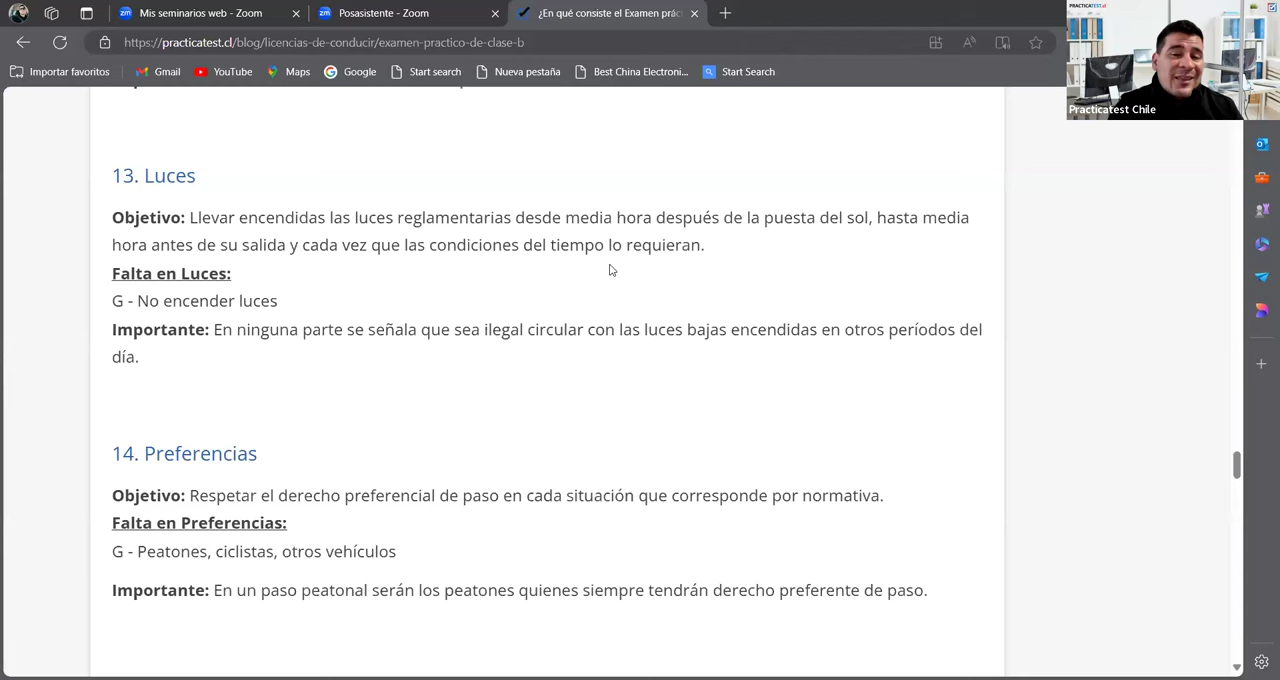 Mis seminarios web - Zoom
Posasistente - Zoom
¿En qué consiste el Examen prác
https://practicatest.cl/blog/licencias-de-conducir/examen-practico-de-clase-b
Importar favoritos
Gmail
YouTube
Maps
Google
Start search
Nueva pestaña
Best China Electroni...
Start Search
PRACTICATEST.cl
Practicatest Chile
13. Luces
Objetivo: Llevar encendidas las luces reglamentarias desde media hora después de la puesta del sol, hasta media
hora antes de su salida y cada vez que las condiciones del tiempo lo requieran.
Falta en Luces:
G - No encender luces
Importante: En ninguna parte se señala que sea ilegal circular con las luces bajas encendidas en otros períodos del
día.
14. Preferencias
Objetivo: Respetar el derecho preferencial de paso en cada situación que corresponde por normativa.
Falta en Preferencias:
G - Peatones, ciclistas, otros vehículos
Importante: En un paso peatonal serán los peatones quienes siempre tendrán derecho preferente de paso.